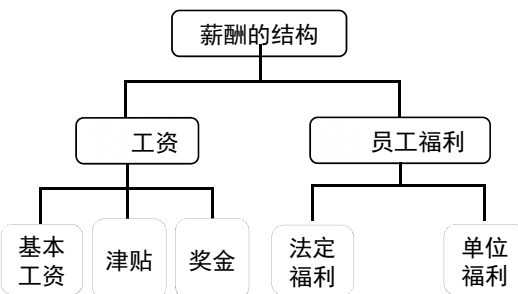 薪酬的结构
工资
员工福利
基本
工资
津贴
奖金
法定
福利
单位
福利